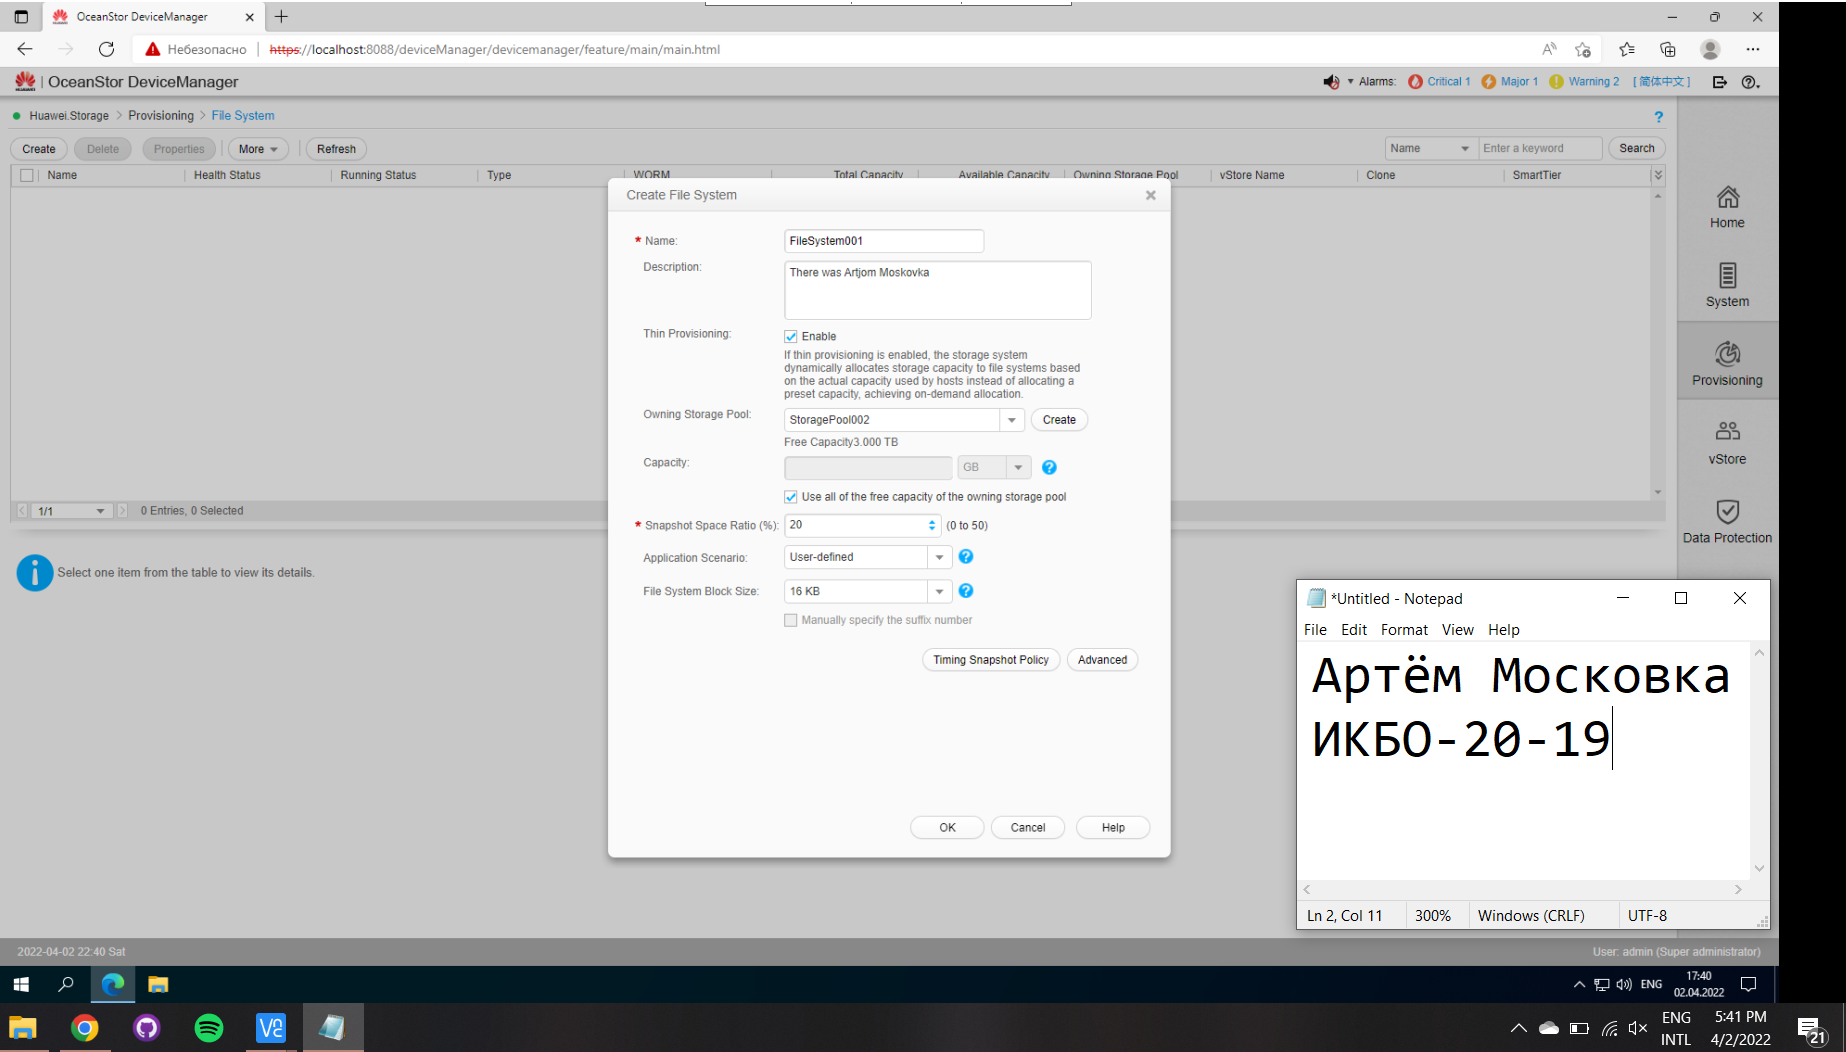 OceanStor DeviceManager
Небезопасно
https://localhost:8088/deviceManager/devicemanager/feature/main/main.html
HUAWEI | OceanStor DeviceManager
Alarms: Critical 1 Major 1 Warning 2 [ 简体中文 ]
Huawei.Storage > Provisioning > File System
Create Delete Properties More Refresh
Name Enter a keyword Search
Name Health Status Running Status Type WORM Total Capacity Available Capacity Owning Storage Pool vStore Name Clone SmartTier
Create File System
* Name: FileSystem001
Description: There was Artjom Moskovka
Thin Provisioning: Enable
If thin provisioning is enabled, the storage system
dynamically allocates storage capacity to file systems based
on the actual capacity used by hosts instead of allocating a
preset capacity, achieving on-demand allocation.
Owning Storage Pool: StoragePool002 Create
Free Capacity3.000 TB
Capacity: GB
Use all of the free capacity of the owning storage pool
* Snapshot Space Ratio (%): 20 (0 to 50)
Application Scenario: User-defined
File System Block Size: 16 KB
Manually specify the suffix number
Timing Snapshot Policy Advanced
OK Cancel Help
1/1 0 Entries, 0 Selected
Select one item from the table to view its details.
Home
System
Provisioning
vStore
Data Protection
*Untitled - Notepad
File Edit Format View Help
Артём Московка
ИКБО-20-19
Ln 2, Col 11 300% Windows (CRLF) UTF-8
2022-04-02 22:40 Sat
User: admin (Super administrator)
ENG
17:40
02.04.2022
ENG
INTL
5:41 PM
4/2/2022
21